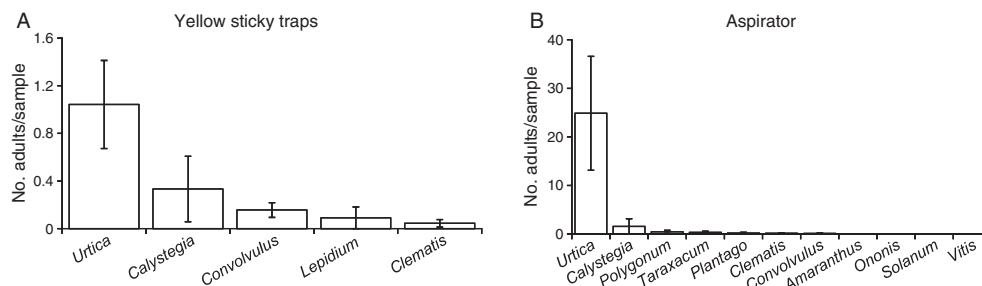 A
Yellow sticky traps
No. adults/sample
1.6
1.2
0.8
0.4
0
Urtica
Calystegia
Convolvulus
Lepidium
Clematis
B
Aspirator
No. adults/sample
40
30
20
10
0
Urtica
Calystegia
Polygonum
Taraxacum
Plantago
Clematis
Convolvulus
Amaranthus
Ononis
Solanum
Vitis